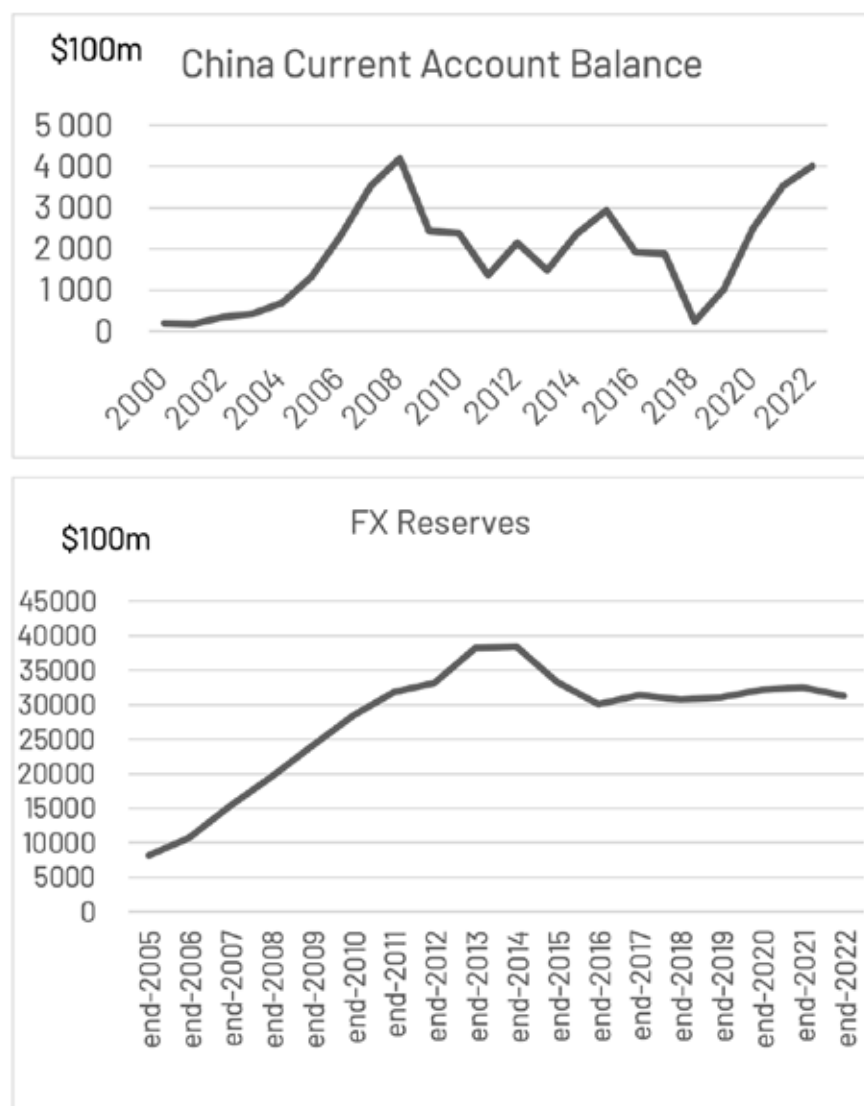 $100m
China Current Account Balance
5 000
4 000
3 000
2 000
1 000
0
2000
2002
2004
2006
2008
2010
2012
2014
2016
2018
2020
2022
FX Reserves
$100m
45000
40000
35000
30000
25000
20000
15000
10000
5000
0
end-2005
end-2006
end-2007
end-2008
end-2009
end-2010
end-2011
end-2012
end-2013
end-2014
end-2015
end-2016
end-2017
end-2018
end-2019
end-2020
end-2021
end-2022